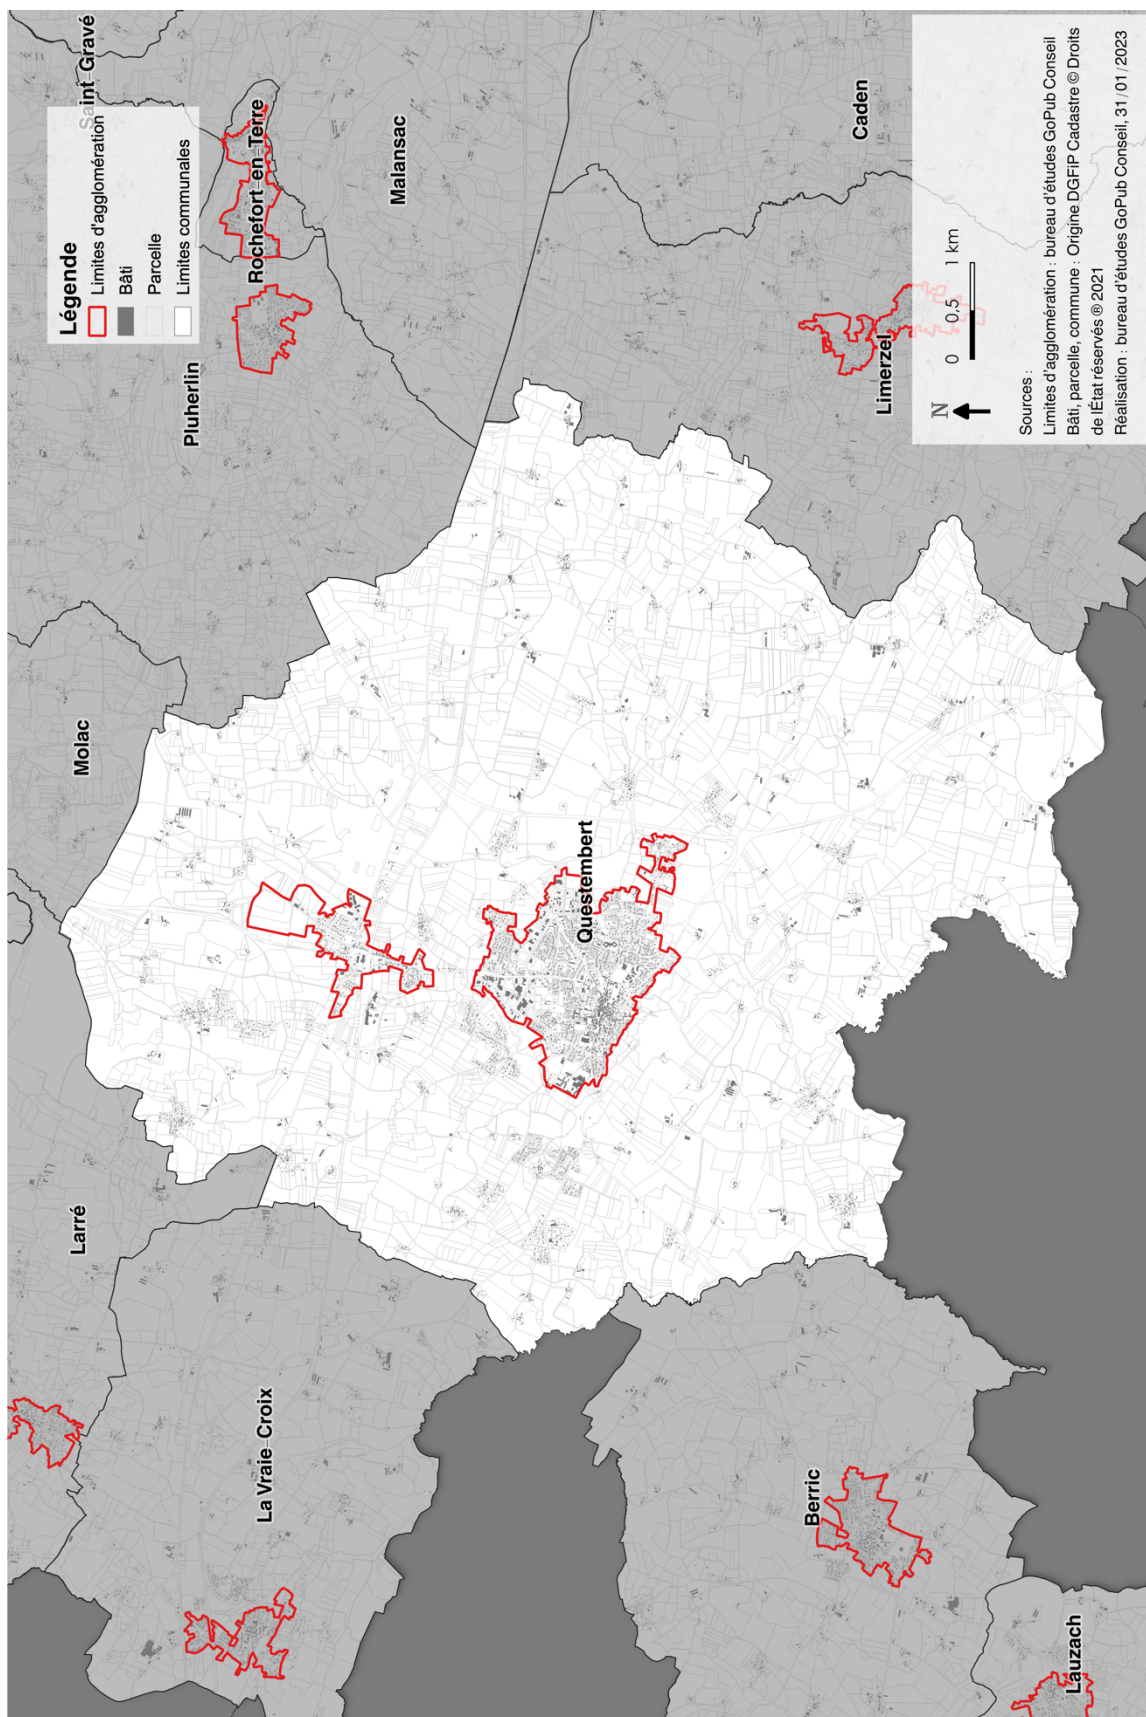 Légende
Limites d'agglomération
Bâti
Parcelle
Limites communales
Saint-Gravé
Rochefort-en-Terre
Malansac
Pluherlin
Caden
Limerzel
Molac
Questembert
Larré
La Vraie-Croix
Berric
Lauzach
N
0 0,5 1 km
Sources :
Limites d'agglomération : bureau d'études GoPub Conseil
Bâti, parcelle, commune : Origine DGFiP Cadastre © Droits
de lÉtat réservés ® 2021
Réalisation : bureau d'études GoPub Conseil, 31/01/2023